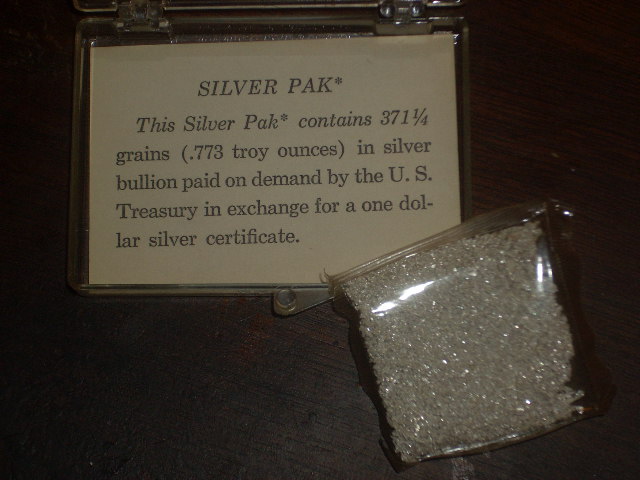 SILVER PAK*
This Silver Pak* contains 371¼
grains (.773 troy ounces) in silver
bullion paid on demand by the U. S.
Treasury in exchange for a one dol-
lar silver certificate.